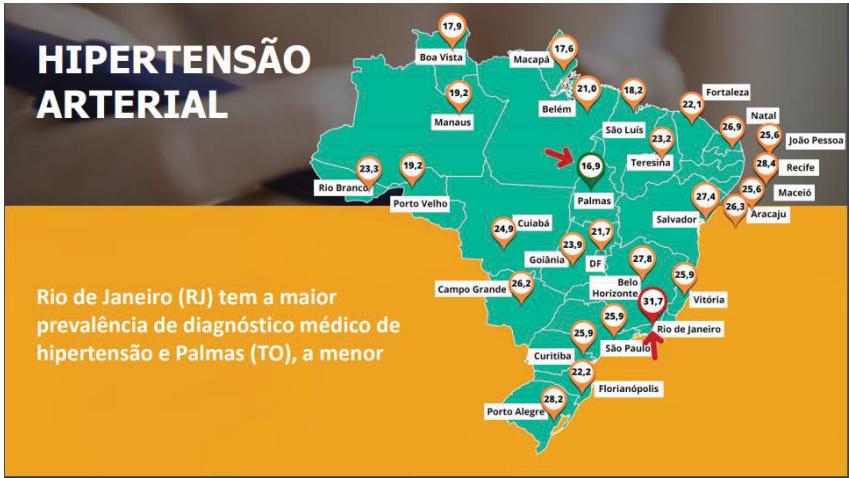 HIPERTENSÃO
ARTERIAL
Rio de Janeiro (RJ) tem a maior
prevalência de diagnóstico médico de
hipertensão e Palmas (TO), a menor
17,9
Boa Vista
17,6
Macapá
19,2
Manaus
21,0
Belém
18,2
São Luís
22,1
Fortaleza
23,2
Teresina
26,9
Natal
25,6
João Pessoa
28,4
Recife
25,6
Maceió
26,3
Aracaju
27,4
Salvador
16,9
Palmas
23,3
Rio Branco
19,2
Porto Velho
24,9
Cuiabá
23,9
Goiânia
21,7
DF
27,8
Belo
Horizonte
25,9
Vitória
26,2
Campo Grande
31,7
Rio de Janeiro
25,9
São Paulo
25,9
Curitiba
22,2
Florianópolis
28,2
Porto Alegre